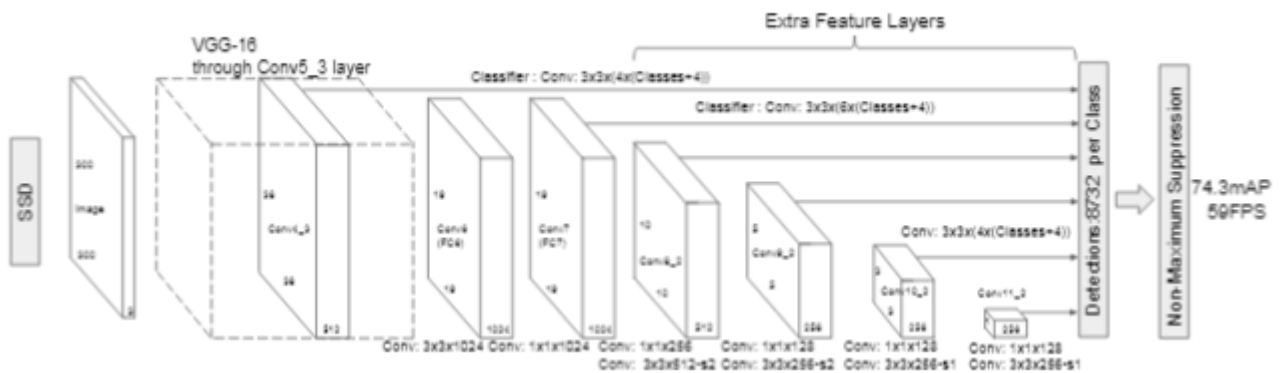 Extra Feature Layers
VGG-16
through Conv5_3 layer
Classifier : Conv: 3x3x(4x(Classes+4))
Classifier : Conv: 3x3x(6x(Classes+4))
SSD
300
Image
300
3
38
Conv4_3
38
512
19
Conv6
(FC6)
19
1024
19
Conv7
(FC7)
19
1024
10
Conv8_2
10
512
5
Conv9_2
5
256
Conv: 3x3x(4x(Classes+4))
3
Conv10_2
3
256
Conv11_2
256
Detections:8732 per Class
Non-Maximum Suppression
74.3mAP
59FPS
Conv: 3x3x1024
Conv: 1x1x1024
Conv: 1x1x256
Conv: 3x3x512-s2
Conv: 1x1x128
Conv: 3x3x256-s2
Conv: 1x1x128
Conv: 3x3x256-s1
Conv: 1x1x128
Conv: 3x3x256-s1